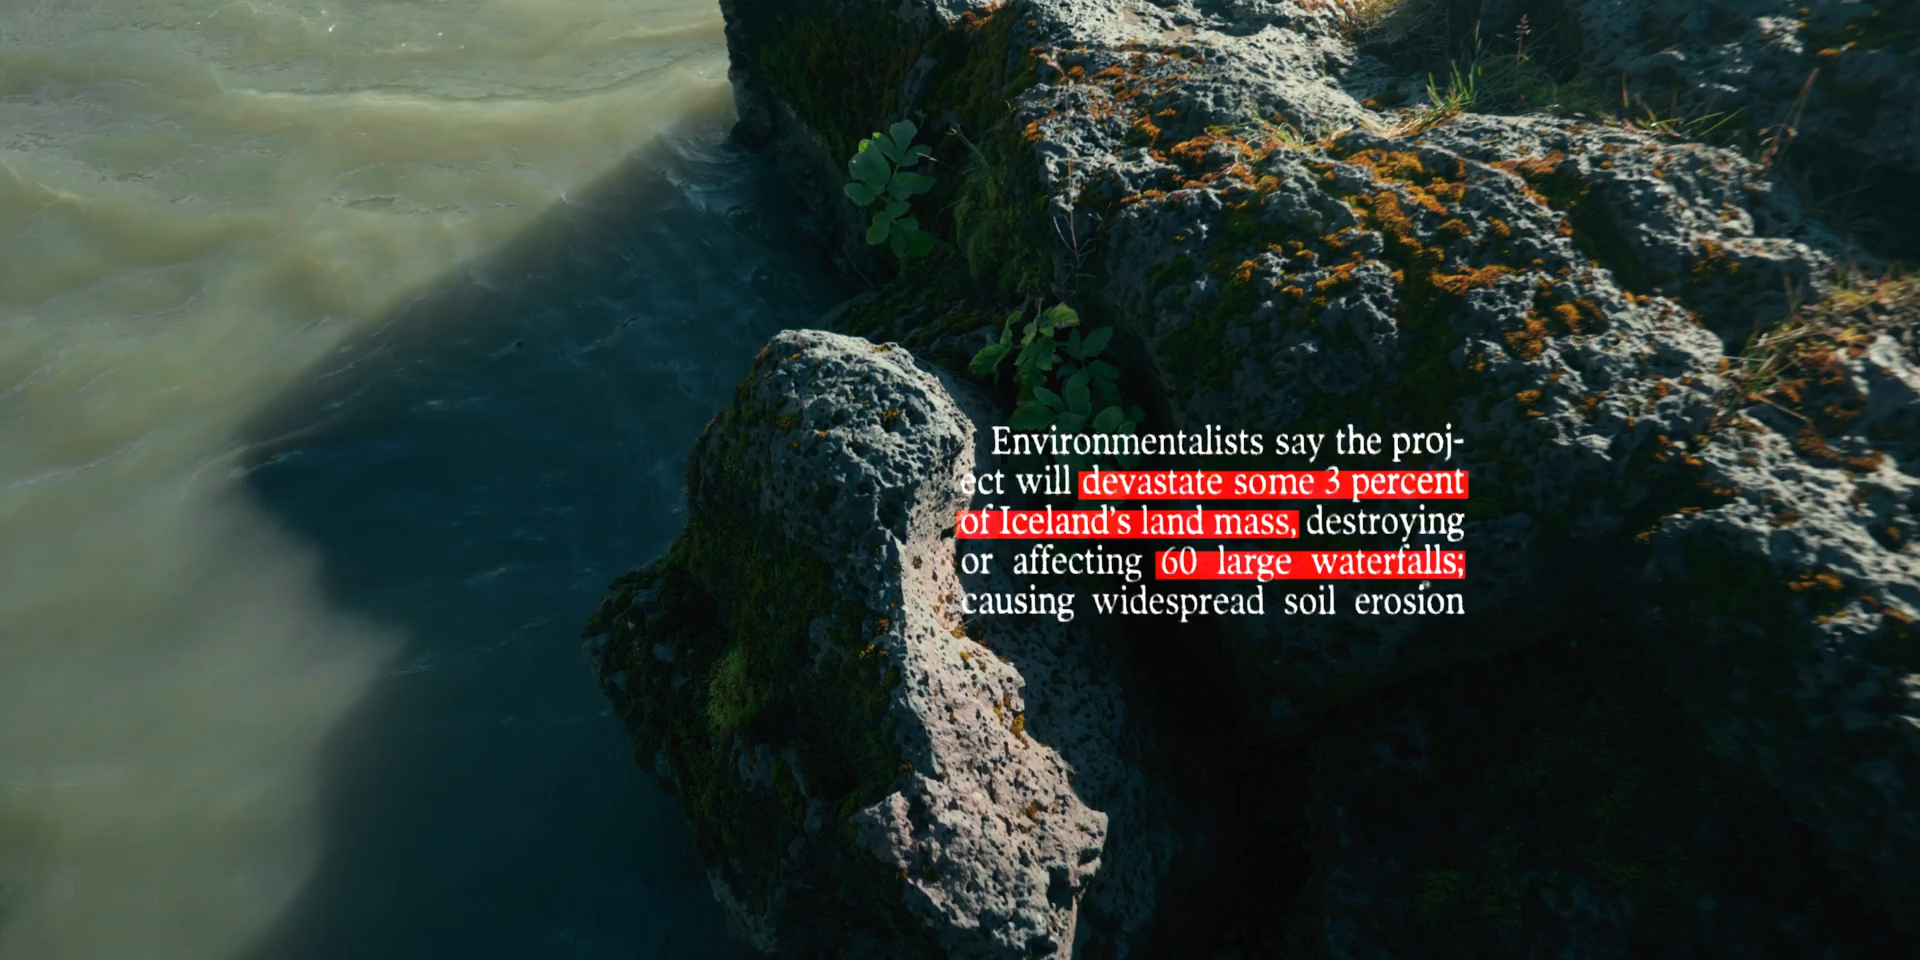 Environmentalists say the proj-
ect will devastate some 3 percent
of Iceland's land mass, destroying
or affecting 60 large waterfalls;
causing widespread soil erosion